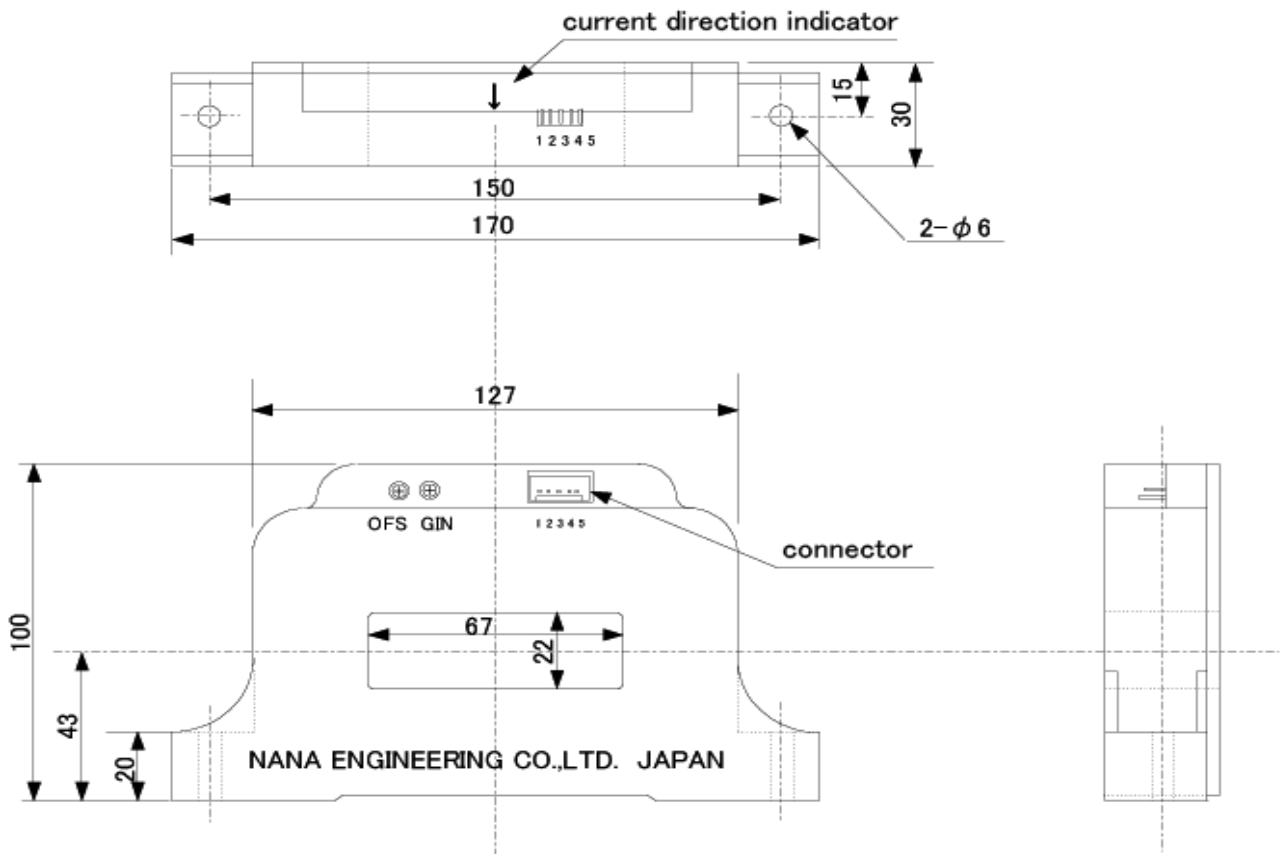 current direction indicator
15
30
1 2 3 4 5
150
170
2-φ6
127
OFS GIN
1 2 3 4 5
connector
100
67
22
43
20
NANA ENGINEERING CO.,LTD. JAPAN